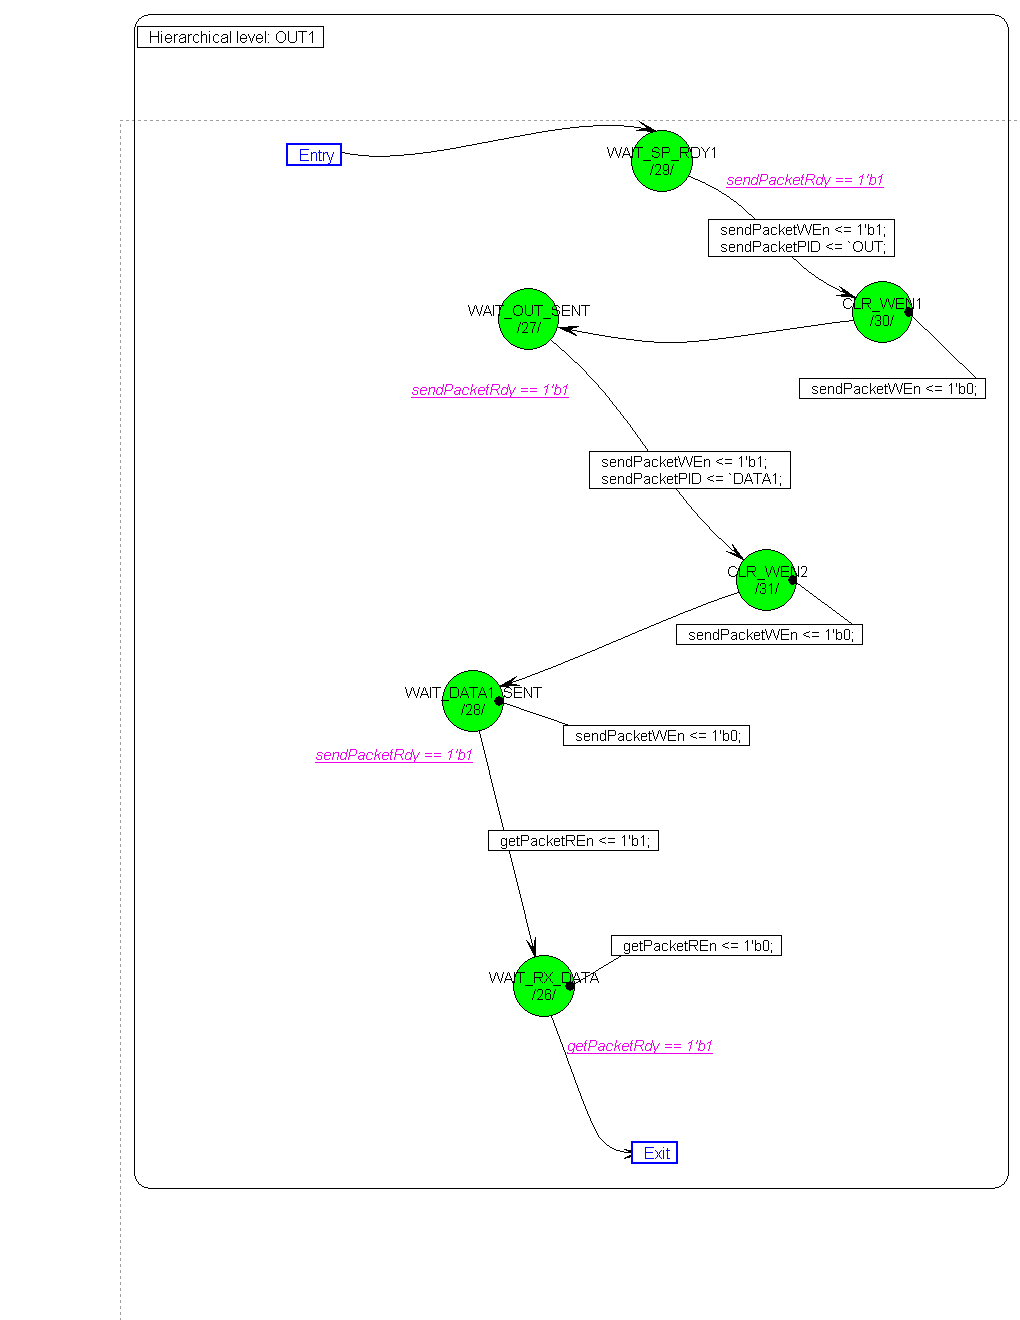 Hierarchical level: OUT1
Entry
WAIT_SP_RDY1
/29/
sendPacketRdy == 1'b1
sendPacketWEn <= 1'b1;
sendPacketPID <= `OUT;
CLR_WEN1
/30/
WAIT_OUT_SENT
/27/
sendPacketWEn <= 1'b0;
sendPacketRdy == 1'b1
sendPacketWEn <= 1'b1;
sendPacketPID <= `DATA1;
CLR_WEN2
/31/
sendPacketWEn <= 1'b0;
WAIT_DATA1_SENT
/28/
sendPacketWEn <= 1'b0;
sendPacketRdy == 1'b1
getPacketREn <= 1'b1;
getPacketREn <= 1'b0;
WAIT_RX_DATA
/26/
getPacketRdy == 1'b1
Exit